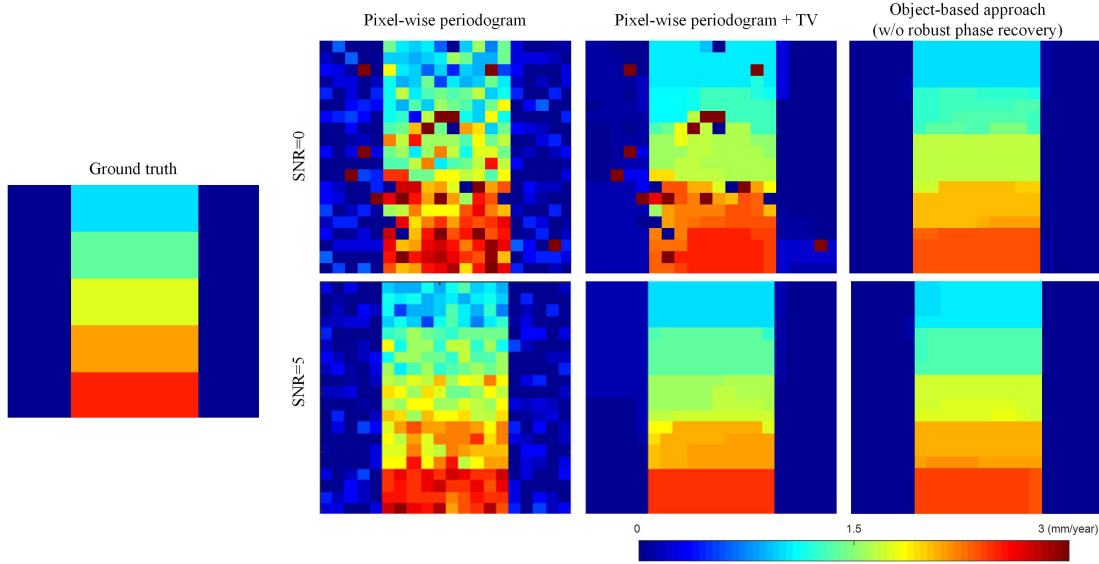 Pixel-wise periodogram
Pixel-wise periodogram + TV
Object-based approach
(w/o robust phase recovery)
Ground truth
SNR=0
SNR=5
0
1.5
3 (mm/year)